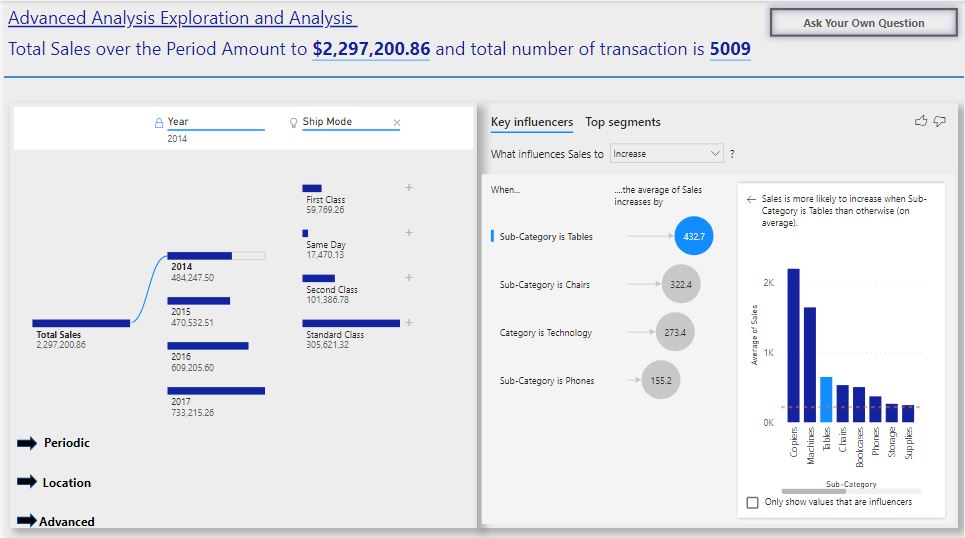 Advanced Analysis Exploration and Analysis
Ask Your Own Question
Total Sales over the Period Amount to $2,297,200.86 and total number of transaction is 5009
Year
2014
Ship Mode
First Class
59,769.26
Same Day
17,470.13
2014
484,247.50
Second Class
101,386.78
2015
470,532.51
Total Sales
2,297,200.86
Standard Class
305,621.32
2016
609,205.60
2017
733,215.26
Periodic
Location
Advanced
Key influencers
Top segments
What influences Sales to
Increase
?
When...
....the average of Sales
increases by
Sub-Category is Tables
432.7
Sub-Category is Chairs
322.4
Category is Technology
273.4
Sub-Category is Phones
155.2
Sales is more likely to increase when Sub-
Category is Tables than otherwise (on
average).
Average of Sales
2K
1K
0K
Copiers
Machines
Tables
Chairs
Bookcases
Phones
Storage
Supplies
Sub-Category
Only show values that are influencers